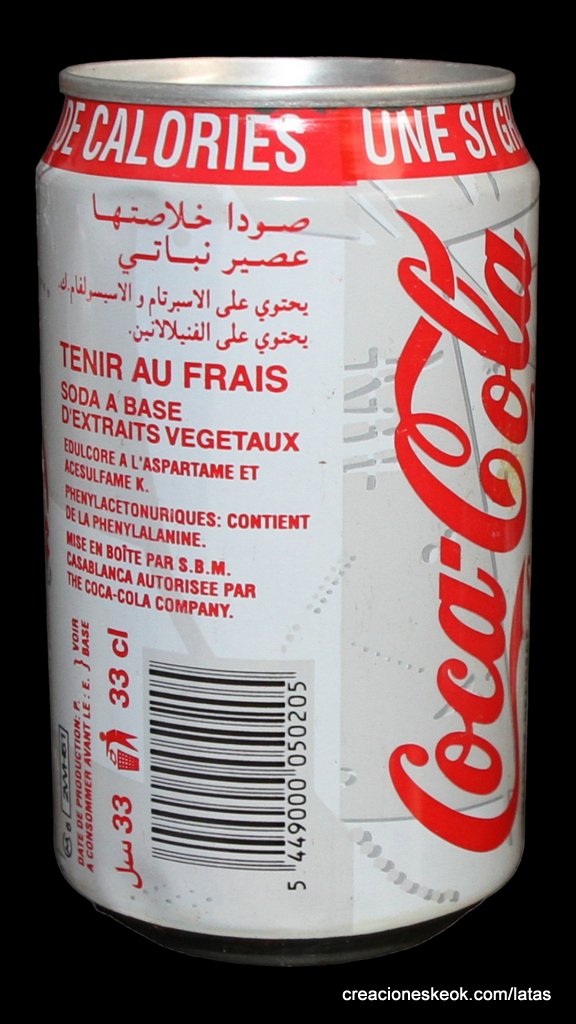 DE CALORIES
UNE SI GR
صودا خلاصتها
عصير نباتي
يحتوي على الاسبرتام و الاسيسولفام.ك.
يحتوي على الفنيلالانين.
TENIR AU FRAIS
SODA A BASE
D'EXTRAITS VEGETAUX
EDULCORE A L'ASPARTAME ET
ACESULFAME K.
PHENYLACETONURIQUES: CONTIENT
DE LA PHENYLALANINE.
MISE EN BOÎTE PAR S.B.M.
CASABLANCA AUTORISEE PAR
THE COCA-COLA COMPANY.
DATE DE PRODUCTION: P. } VOIR
A CONSOMMER AVANT LE : E. } BASE
33 سل 33 cl
5 449000 050205
Coca-Cola
creacioneskeok.com/latas